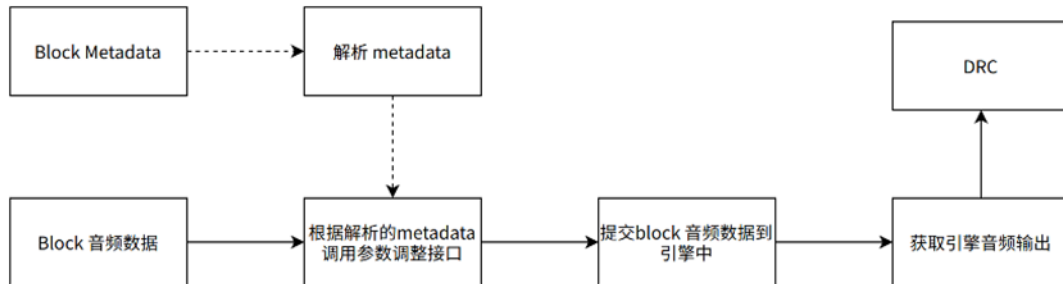 Block Metadata
解析 metadata
DRC
Block 音频数据
根据解析的metadata
调用参数调整接口
提交block 音频数据到
引擎中
获取引擎音频输出